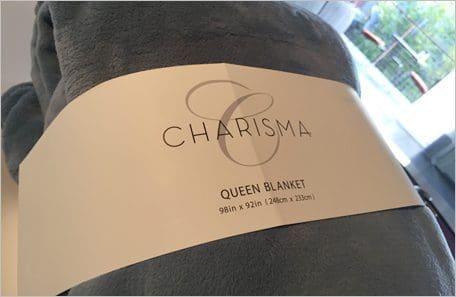 CHARISMA
QUEEN BLANKET
98in x 92in (248cm x 233cm)